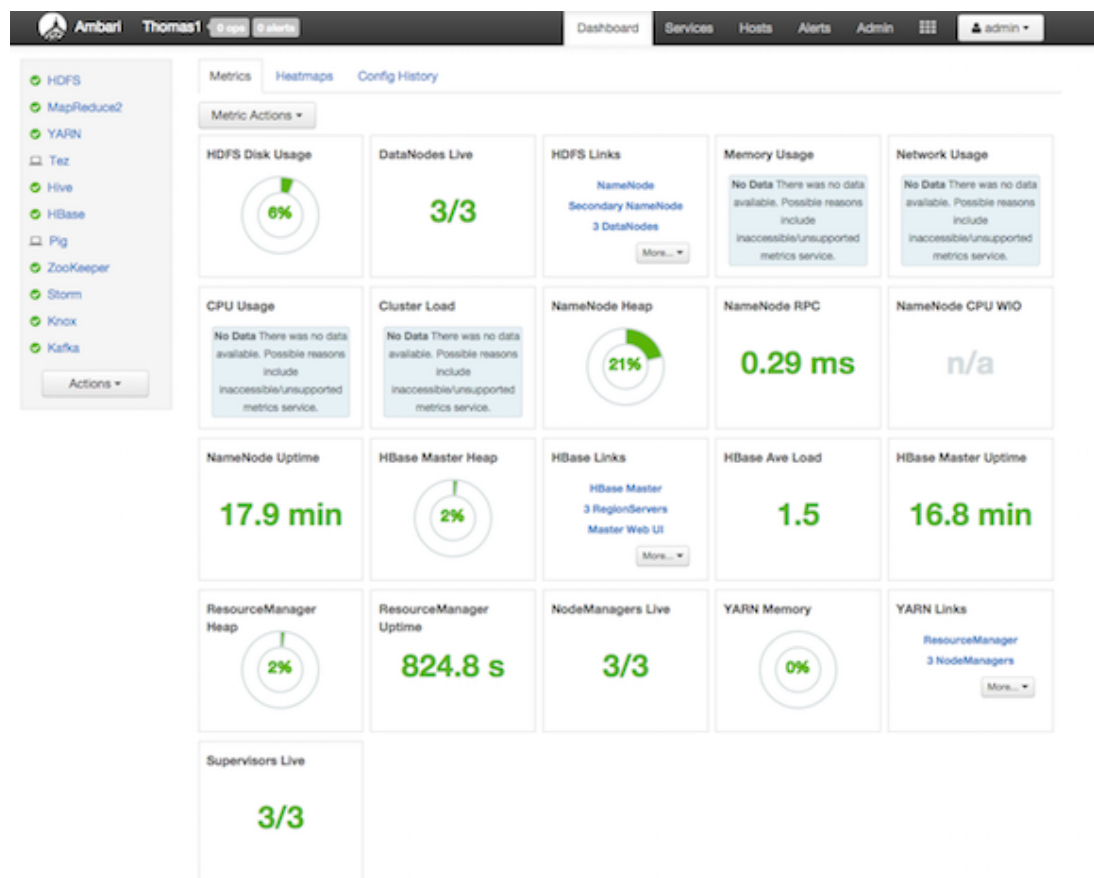 Ambari Thomas1 0 ops 0 alerts Dashboard Services Hosts Alerts Admin admin
HDFS
MapReduce2
YARN
Tez
Hive
HBase
Pig
ZooKeeper
Storm
Knox
Kafka
Actions
Metrics Heatmaps Config History
Metric Actions
HDFS Disk Usage
6%
DataNodes Live
3/3
HDFS Links
NameNode
Secondary NameNode
3 DataNodes
More...
Memory Usage
No Data There was no data
available. Possible reasons
include
inaccessible/unsupported
metrics service.
Network Usage
No Data There was no data
available. Possible reasons
include
inaccessible/unsupported
metrics service.
CPU Usage
No Data There was no data
available. Possible reasons
include
inaccessible/unsupported
metrics service.
Cluster Load
No Data There was no data
available. Possible reasons
include
inaccessible/unsupported
metrics service.
NameNode Heap
21%
NameNode RPC
0.29 ms
NameNode CPU WIO
n/a
NameNode Uptime
17.9 min
HBase Master Heap
2%
HBase Links
HBase Master
3 RegionServers
Master Web UI
More...
HBase Ave Load
1.5
HBase Master Uptime
16.8 min
ResourceManager
Heap
2%
ResourceManager
Uptime
824.8 s
NodeManagers Live
3/3
YARN Memory
0%
YARN Links
ResourceManager
3 NodeManagers
More...
Supervisors Live
3/3